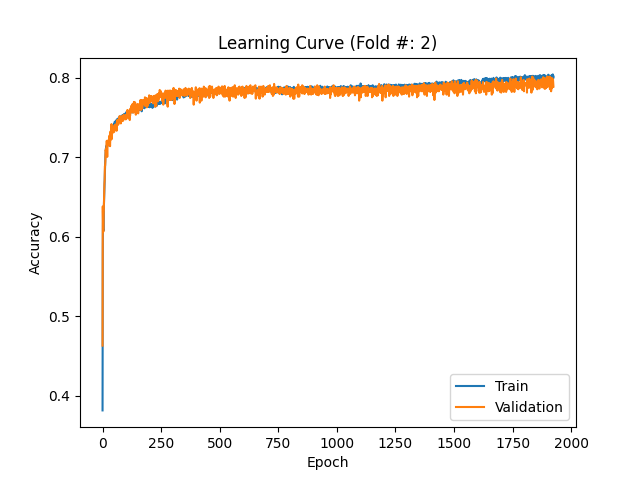 Learning Curve (Fold #: 2)
0.8
0.7
0.6
0.5
0.4
Accuracy
0 250 500 750 1000 1250 1500 1750 2000
Epoch
Train
Validation